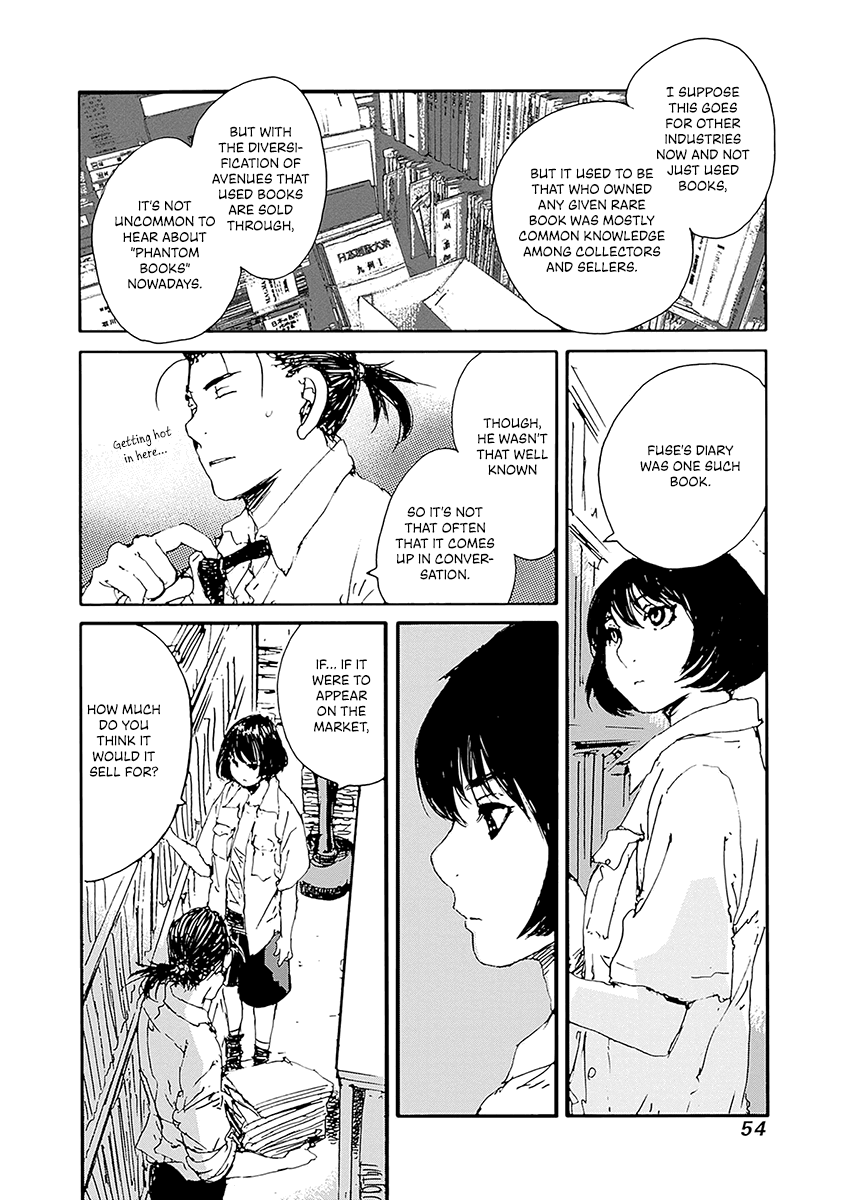 I SUPPOSE
THIS GOES
FOR OTHER
INDUSTRIES
NOW AND NOT
JUST USED
BOOKS,
BUT IT USED TO BE
THAT WHO OWNED
ANY GIVEN RARE
BOOK WAS MOSTLY
COMMON KNOWLEDGE
AMONG COLLECTORS
AND SELLERS.
BUT WITH
THE DIVERSI-
FICATION OF
AVENUES THAT
USED BOOKS
ARE SOLD
THROUGH,
IT'S NOT
UNCOMMON TO
HEAR ABOUT
"PHANTOM
BOOKS"
NOWADAYS.
九州 I
FUSE'S DIARY
WAS ONE SUCH
BOOK.
THOUGH,
HE WASN'T
THAT WELL
KNOWN
SO IT'S NOT
THAT OFTEN
THAT IT COMES
UP IN CONVER-
SATION.
Getting hot
in here...
IF... IF IT
WERE TO
APPEAR
ON THE
MARKET,
HOW MUCH
DO YOU
THINK IT
WOULD IT
SELL FOR?
54